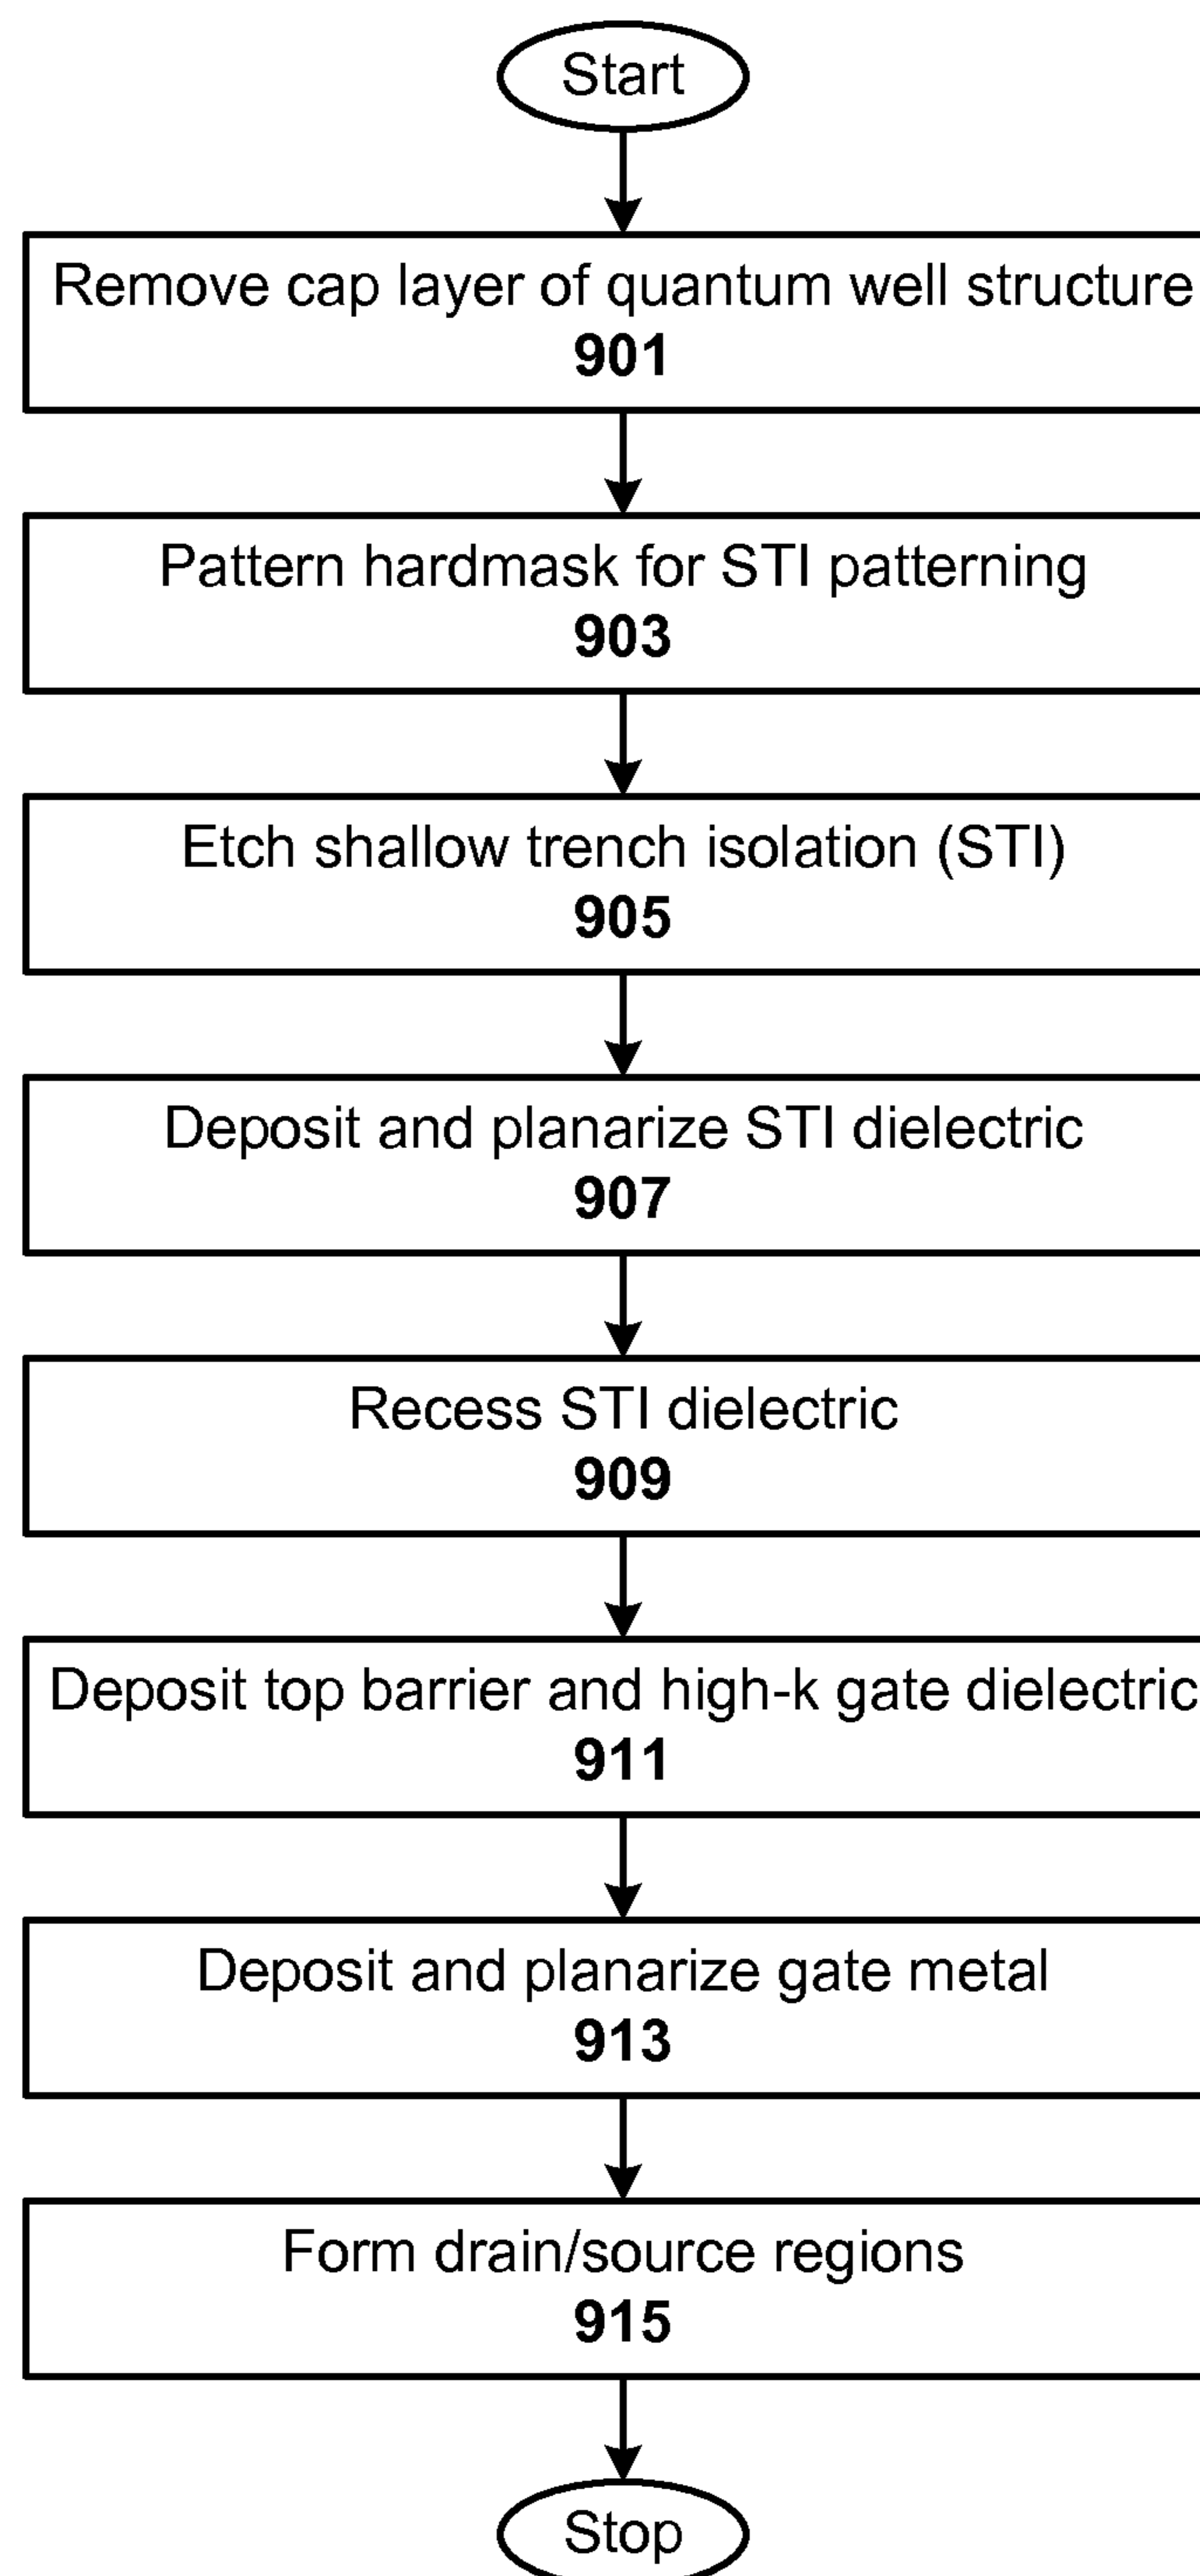 Start
Remove cap layer of quantum well structure
901
Pattern hardmask for STI patterning
903
Etch shallow trench isolation (STI)
905
Deposit and planarize STI dielectric
907
Recess STI dielectric
909
Deposit top barrier and high-k gate dielectric
911
Deposit and planarize gate metal
913
Form drain/source regions
915
Stop